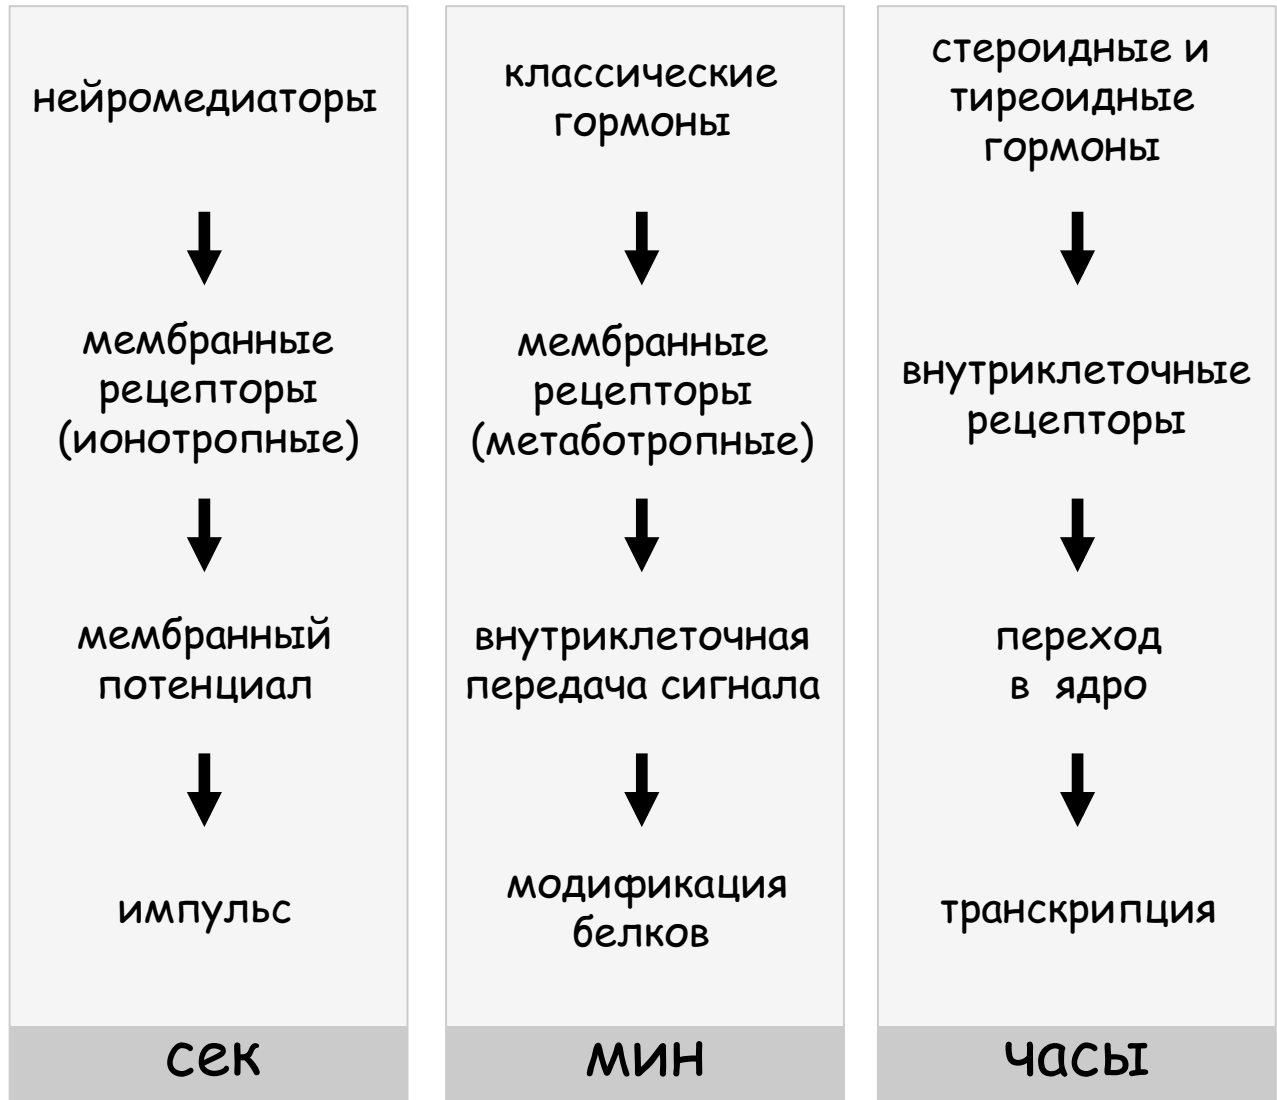 нейромедиаторы
мембранные
рецепторы
(ионотропные)
мембранный
потенциал
импульс
сек
классические
гормоны
мембранные
рецепторы
(метаботропные)
внутриклеточная
передача сигнала
модификация
белков
мин
стероидные и
тиреоидные
гормоны
внутриклеточные
рецепторы
переход
в ядро
транскрипция
часы